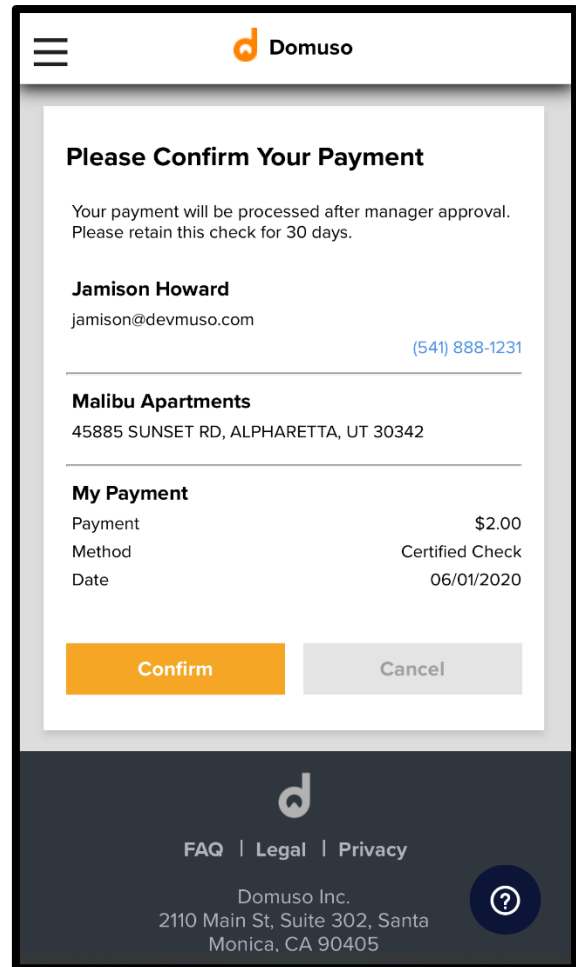 Domuso
Please Confirm Your Payment
Your payment will be processed after manager approval.
Please retain this check for 30 days.
Jamison Howard
jamison@devmuso.com
(541) 888-1231
Malibu Apartments
45885 SUNSET RD, ALPHARETTA, UT 30342
My Payment
Payment $2.00
Method Certified Check
Date 06/01/2020
Confirm Cancel
FAQ | Legal | Privacy
Domuso Inc.
2110 Main St, Suite 302, Santa
Monica, CA 90405